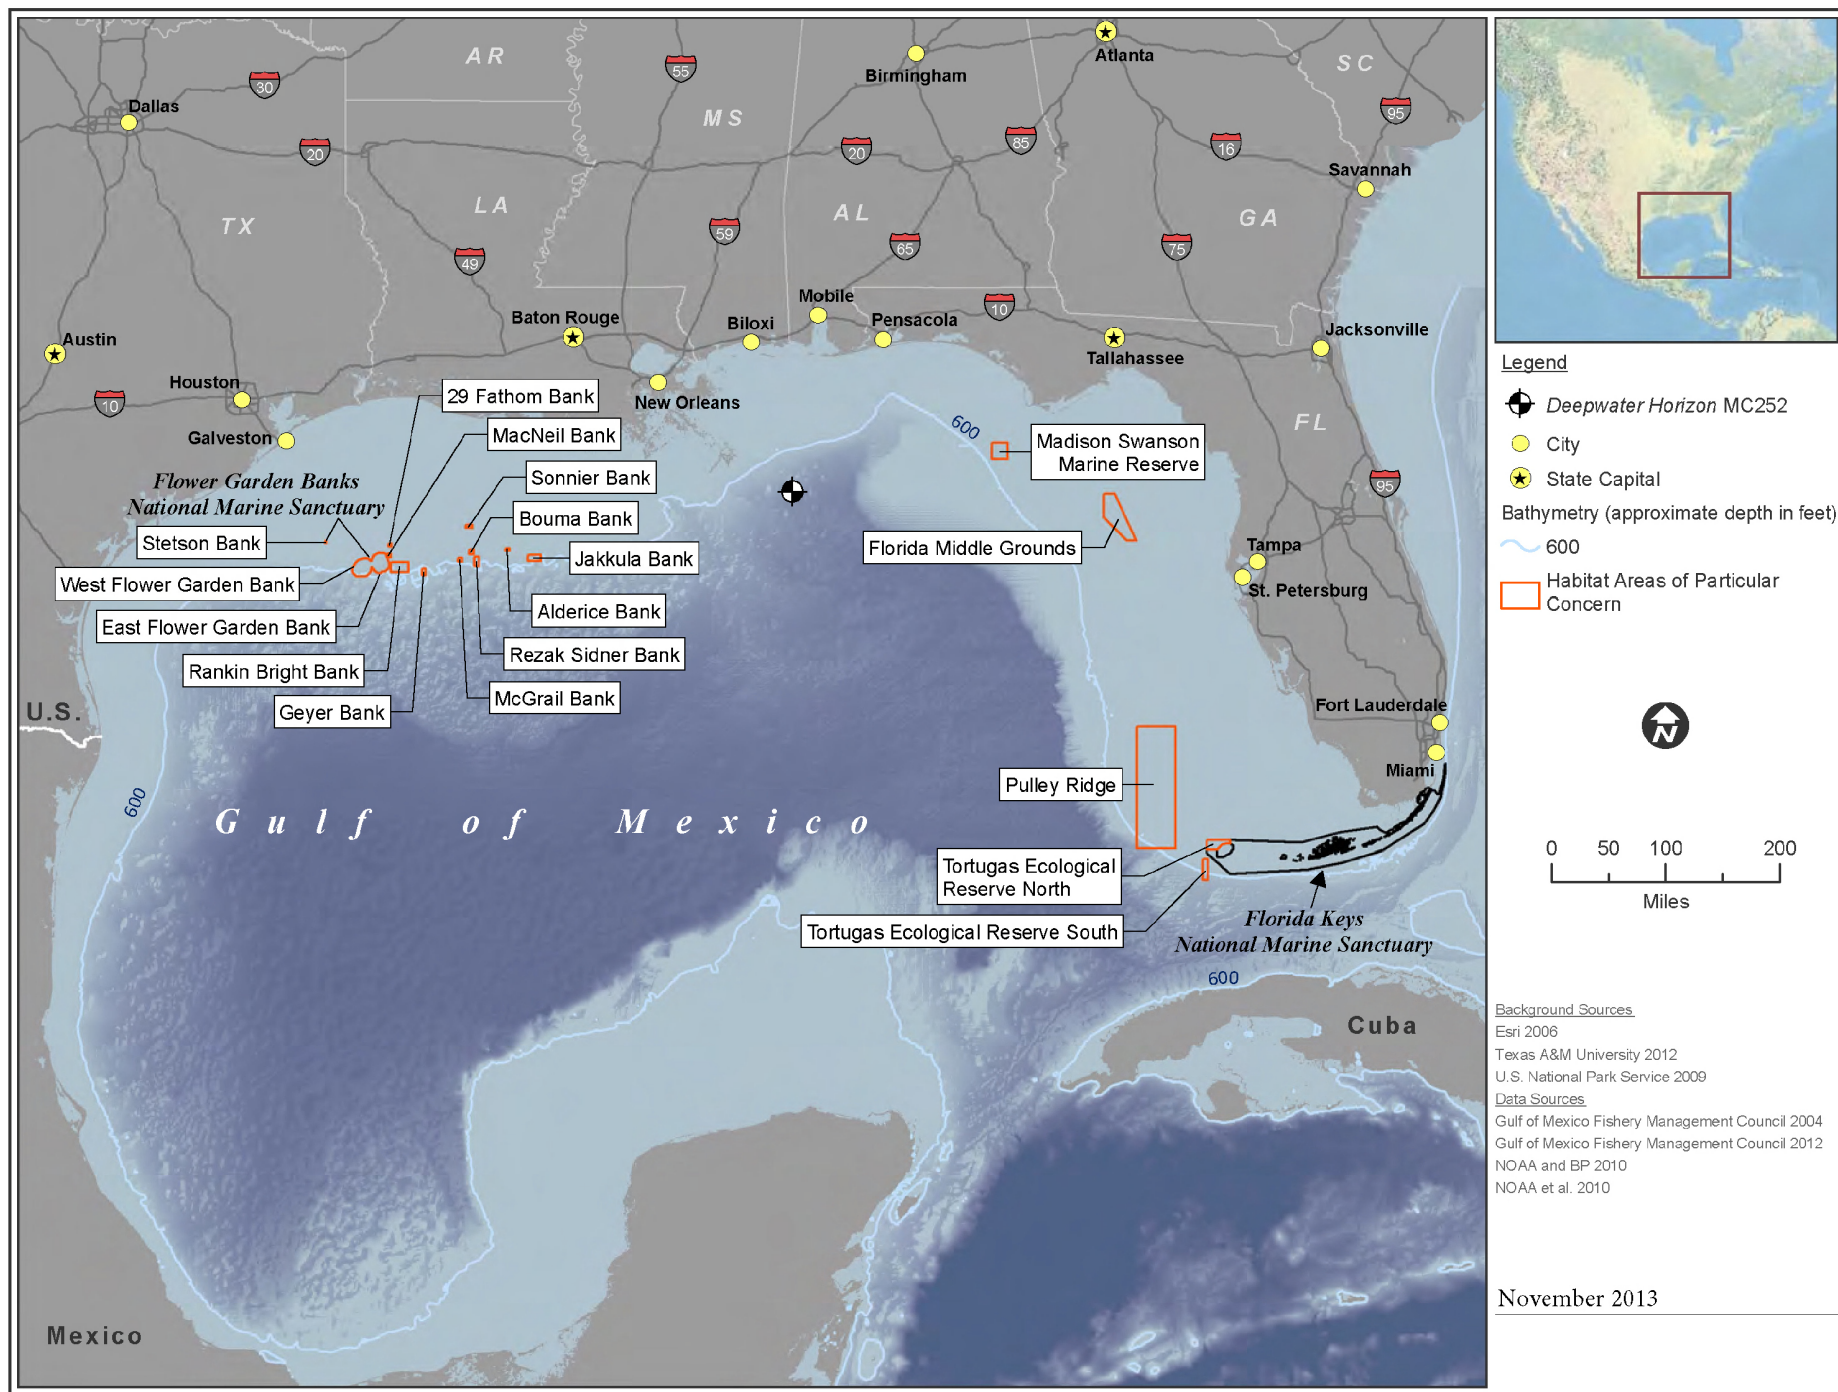 AR
55
Birmingham
Atlanta
SC
30
Dallas
95
MS
20
20
85
16
Savannah
TX
LA
AL
GA
59
65
75
49
Mobile
10
Baton Rouge
Biloxi
Pensacola
Jacksonville
Austin
Tallahassee
Houston
10
29 Fathom Bank
New Orleans
FL
Galveston
MacNeil Bank
600
Madison Swanson
Marine Reserve
Sonnier Bank
95
Flower Garden Banks
National Marine Sanctuary
Bouma Bank
Stetson Bank
Florida Middle Grounds
Tampa
Jakkula Bank
West Flower Garden Bank
St. Petersburg
Alderice Bank
East Flower Garden Bank
Rezak Sidner Bank
Rankin Bright Bank
McGrail Bank
Geyer Bank
U.S.
Fort Lauderdale
Miami
Pulley Ridge
600
Gulf of Mexico
Tortugas Ecological
Reserve North
Tortugas Ecological Reserve South
Florida Keys
National Marine Sanctuary
600
Cuba
Mexico
Legend
Deepwater Horizon MC252
City
State Capital
Bathymetry (approximate depth in feet)
600
Habitat Areas of Particular
Concern
N
0 50 100 200
Miles
Background Sources
Esri 2006
Texas A&M University 2012
U.S. National Park Service 2009
Data Sources
Gulf of Mexico Fishery Management Council 2004
Gulf of Mexico Fishery Management Council 2012
NOAA and BP 2010
NOAA et al. 2010
November 2013